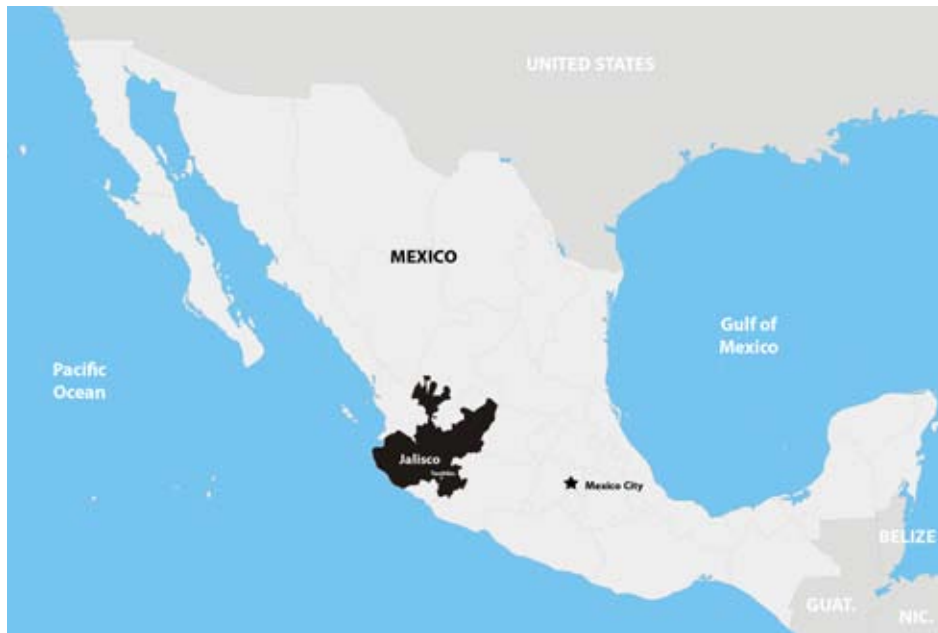 UNITED STATES
MEXICO
Gulf of
Mexico
Pacific
Ocean
Jalisco
Mexico City
BELIZE
GUAT.
NIC.